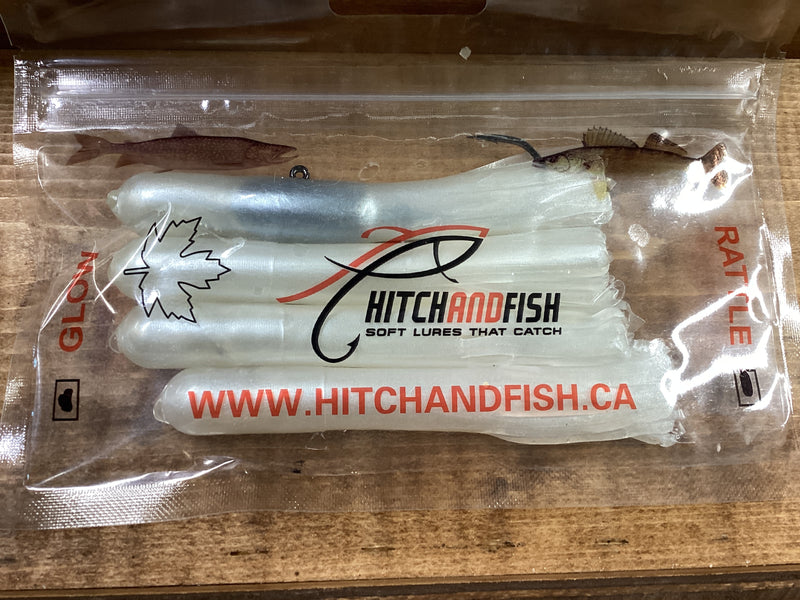 GLOW
HITCHANDFISH
SOFT LURES THAT CATCH
RATTLE
WWW.HITCHANDFISH.CA